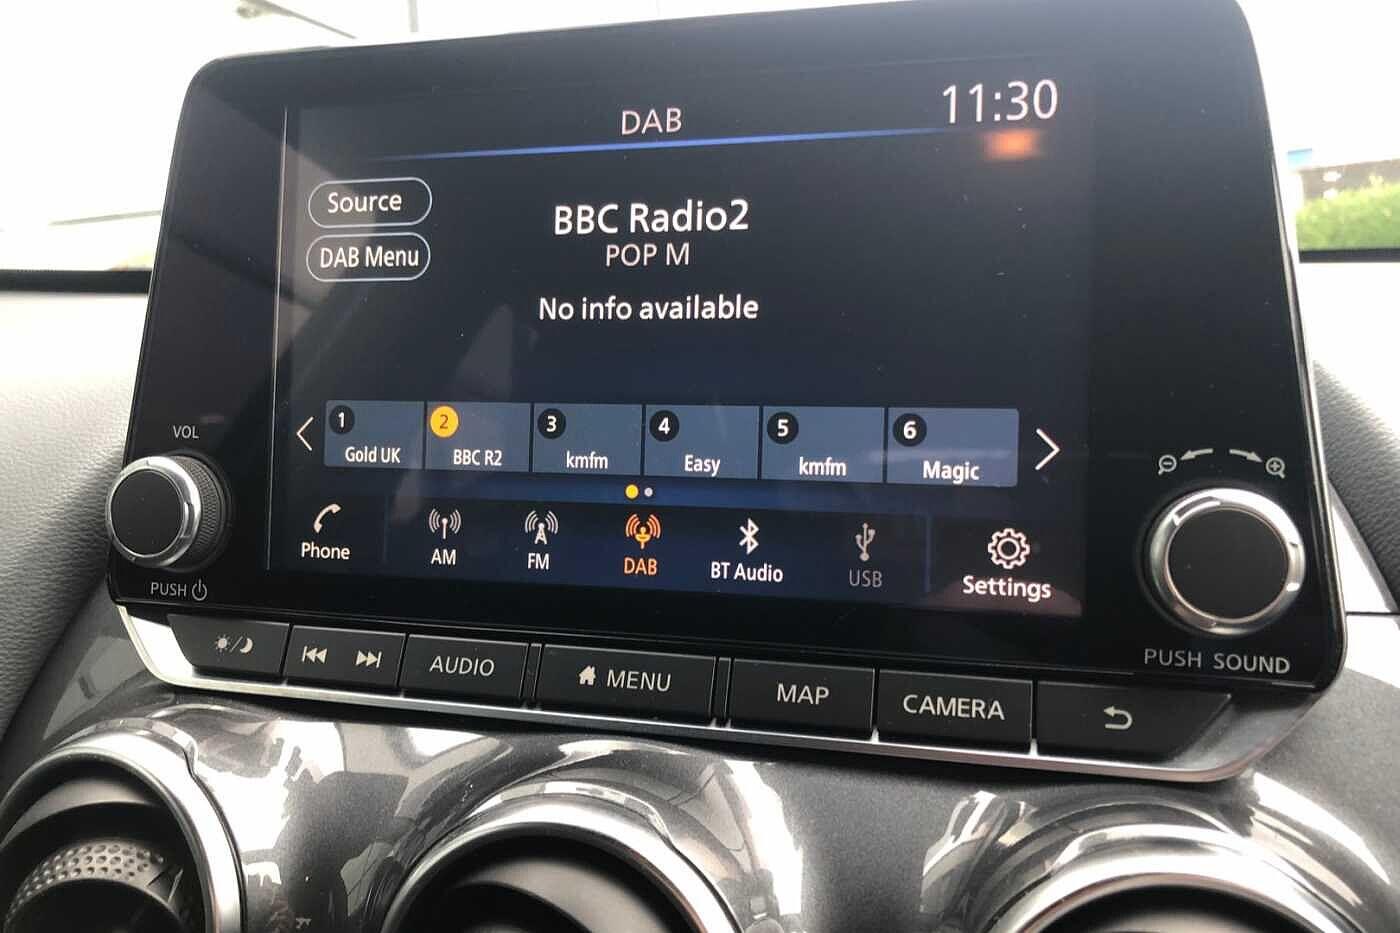 DAB
11:30
Source
DAB Menu
BBC Radio2
POP M
No info available
1 2 3 4 5 6
Gold UK BBC R2 kmfm Easy kmfm Magic
Phone AM FM DAB BT Audio USB Settings
VOL
PUSH
PUSH SOUND
AUDIO MENU MAP CAMERA